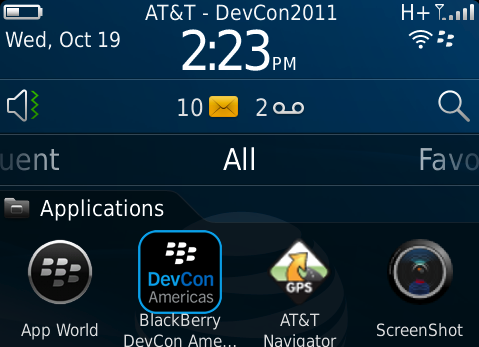 AT&T - DevCon2011
H+
Wed, Oct 19
2:23PM
10
2
uent
All
Favo
Applications
DevCon
Americas
GPS
App World
BlackBerry
DevCon Ame...
AT&T
Navigator
ScreenShot